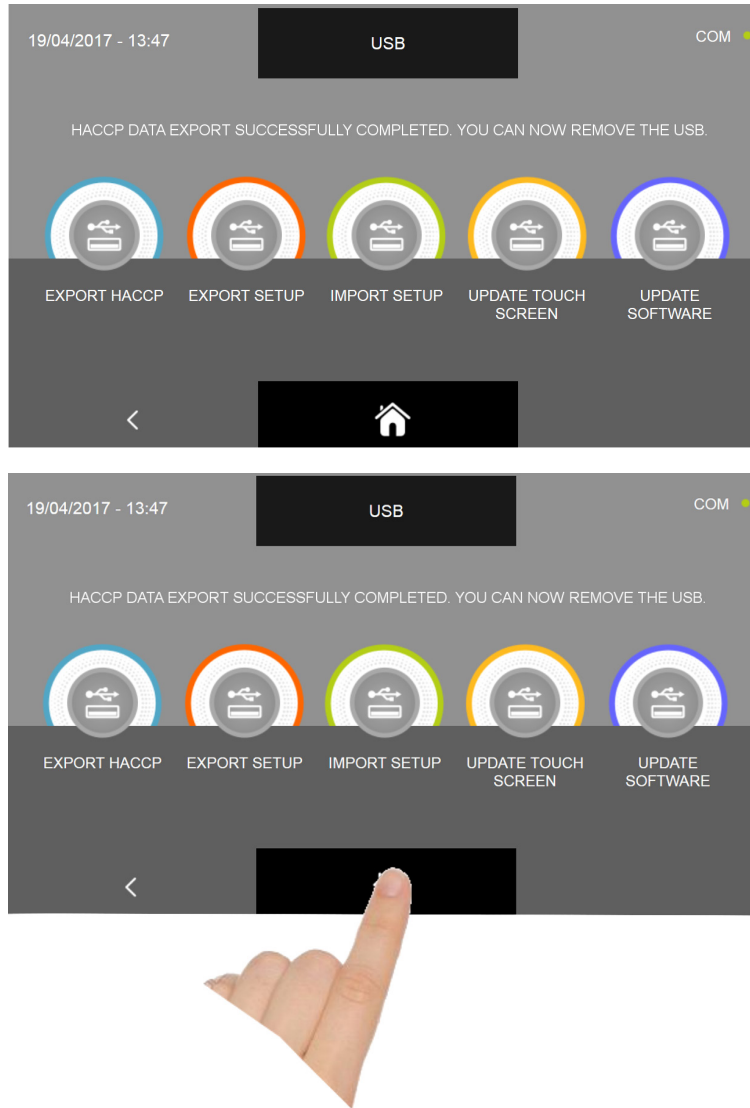 19/04/2017 - 13:47 USB COM
HACCP DATA EXPORT SUCCESSFULLY COMPLETED. YOU CAN NOW REMOVE THE USB.
EXPORT HACCP EXPORT SETUP IMPORT SETUP UPDATE TOUCH SCREEN UPDATE SOFTWARE
19/04/2017 - 13:47 USB COM
HACCP DATA EXPORT SUCCESSFULLY COMPLETED. YOU CAN NOW REMOVE THE USB.
EXPORT HACCP EXPORT SETUP IMPORT SETUP UPDATE TOUCH SCREEN UPDATE SOFTWARE